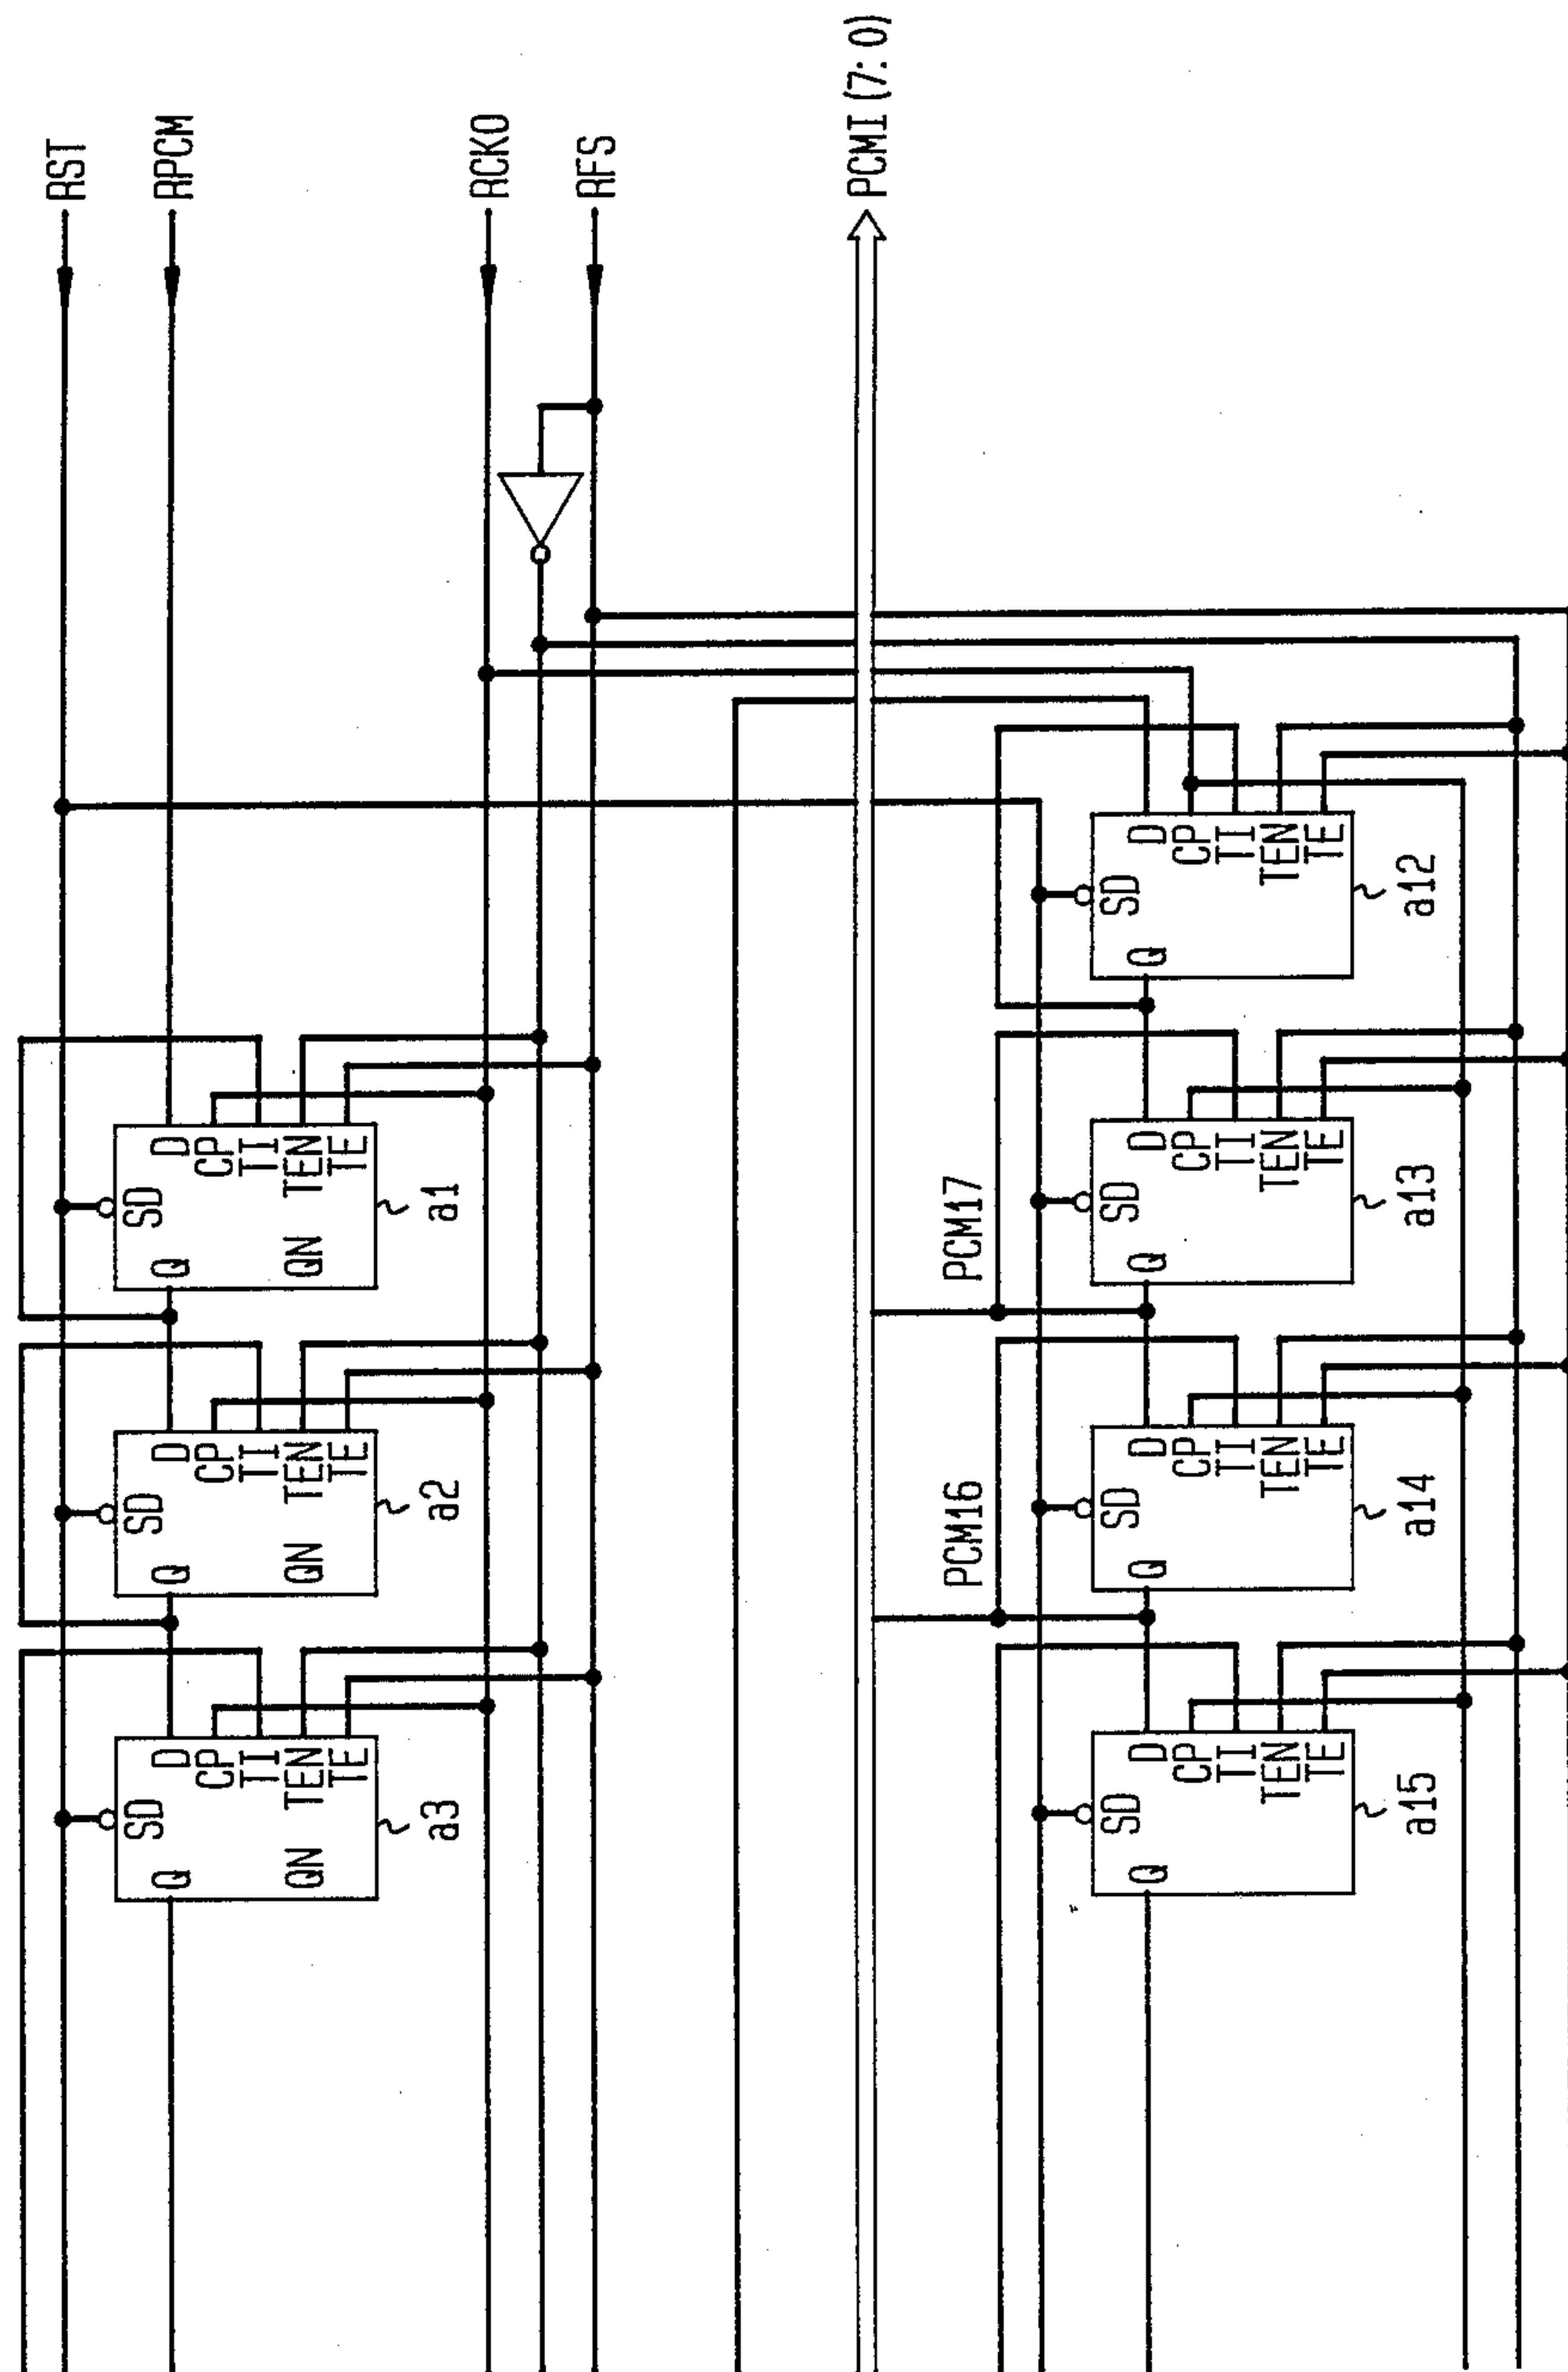 RST
RPCM
RCKO
RFS
PCMI (7: 0)
D
CP
TI
TEN
TE
SD
Q
QN
a1
D
CP
TI
TEN
TE
SD
Q
QN
a2
D
CP
TI
TEN
TE
SD
Q
QN
a3
D
CP
TI
TEN
TE
SD
Q
a12
PCM17
D
CP
TI
TEN
TE
SD
Q
a13
PCM16
D
CP
TI
TEN
TE
SD
Q
a14
D
CP
TI
TEN
TE
SD
Q
a15